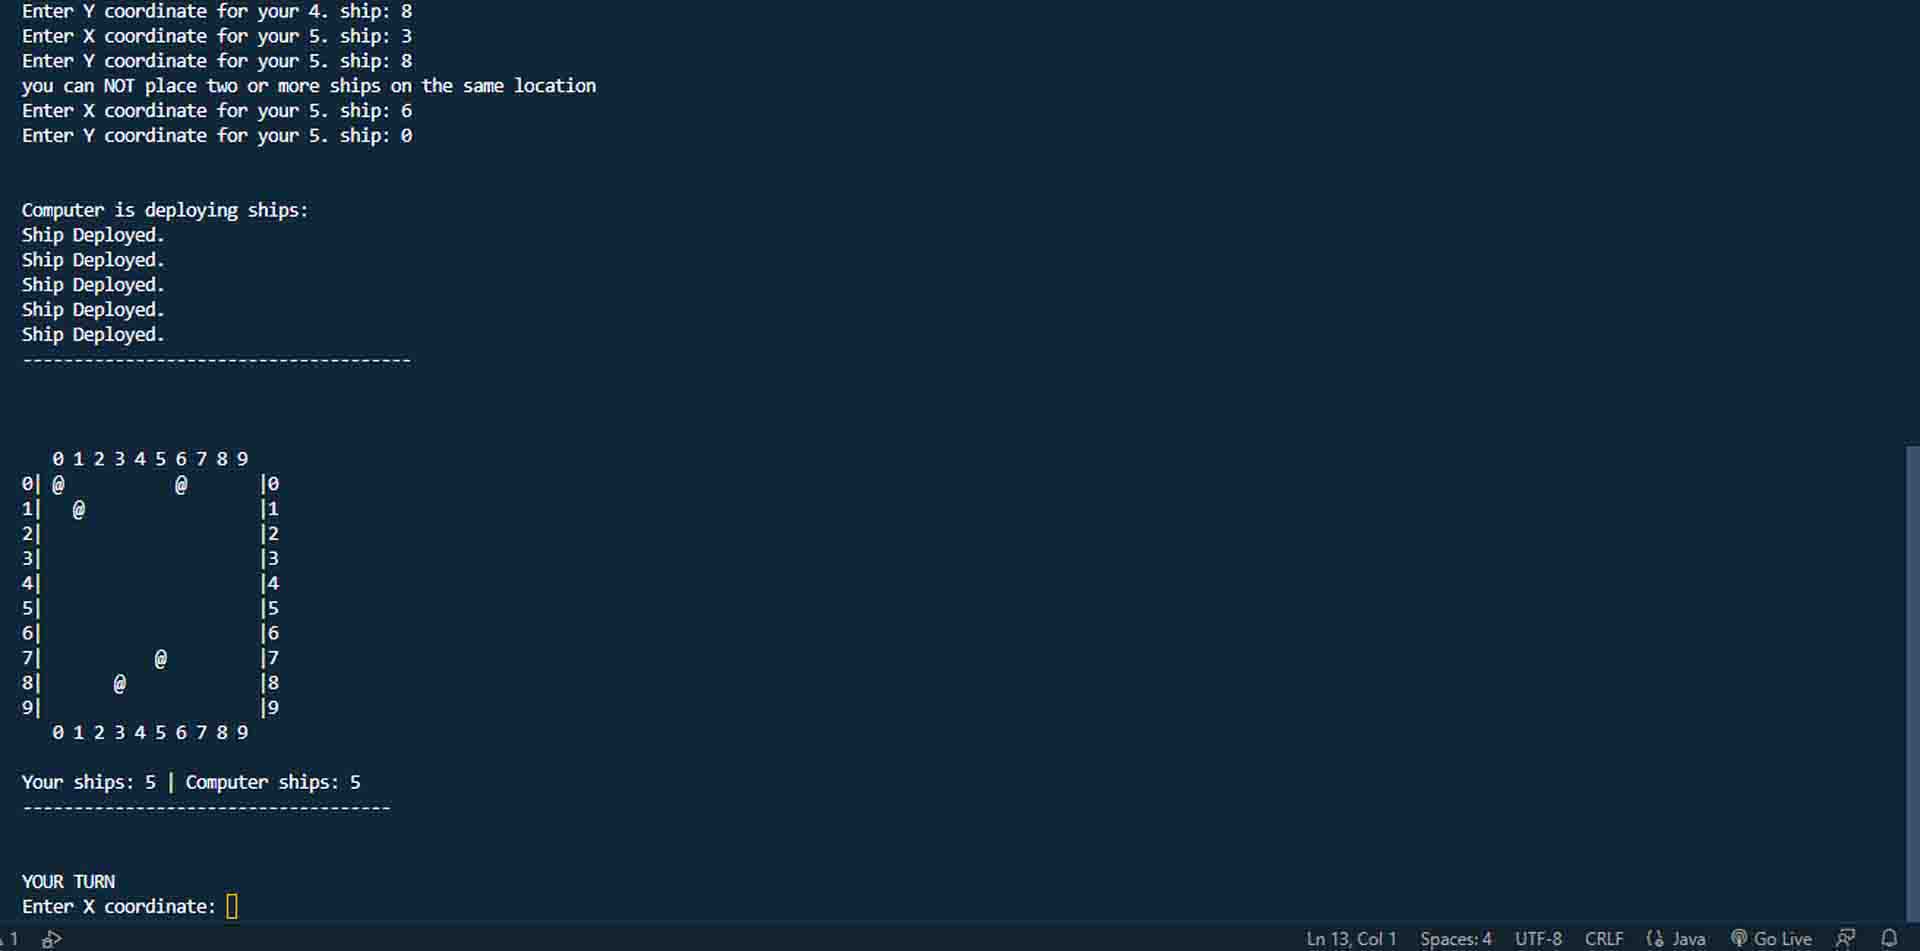 Enter Y coordinate for your 4. ship: 8
Enter X coordinate for your 5. ship: 3
Enter Y coordinate for your 5. ship: 8
you can NOT place two or more ships on the same location
Enter X coordinate for your 5. ship: 6
Enter Y coordinate for your 5. ship: 0
Computer is deploying ships:
Ship Deployed.
Ship Deployed.
Ship Deployed.
Ship Deployed.
Ship Deployed.
--------------------------------------
   0 1 2 3 4 5 6 7 8 9
0| @           @       |0
1|   @                 |1
2|                     |2
3|                     |3
4|                     |4
5|                     |5
6|                     |6
7|           @         |7
8|       @             |8
9|                     |9
   0 1 2 3 4 5 6 7 8 9
Your ships: 5 | Computer ships: 5
------------------------------------
YOUR TURN
Enter X coordinate:
1 Ln 13, Col 1 Spaces: 4 UTF-8 CRLF Java Go Live